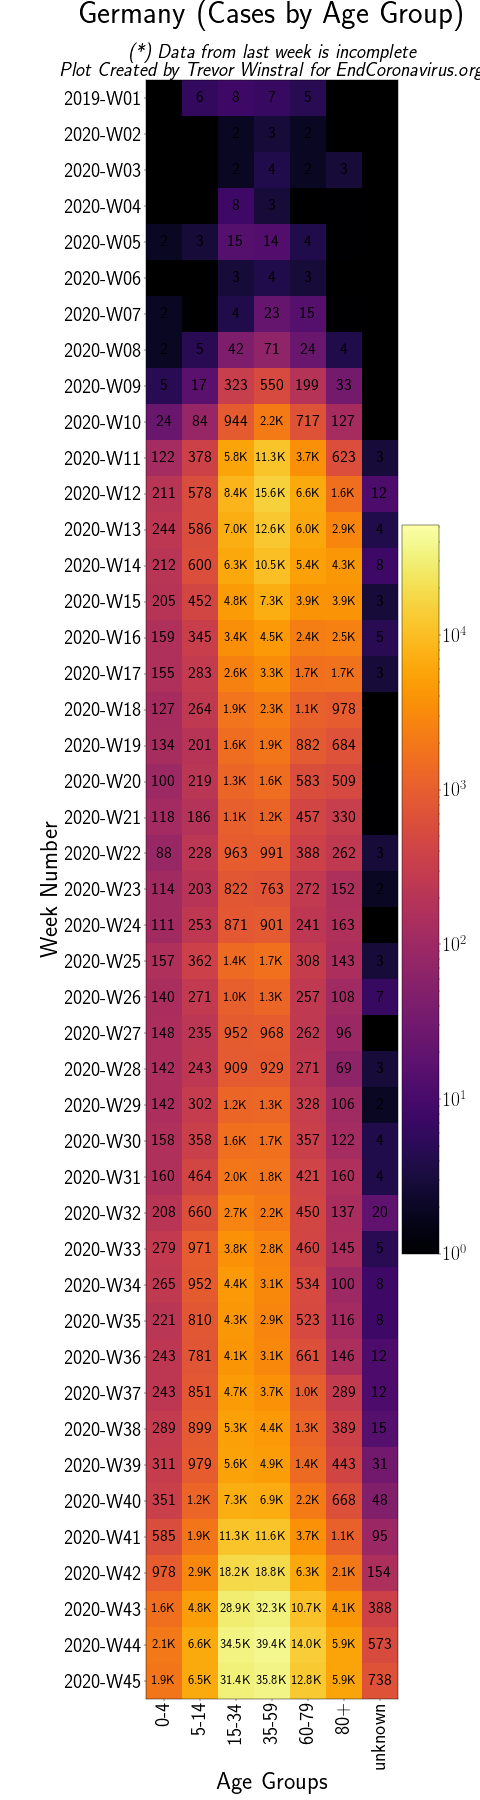 Germany (Cases by Age Group)
(*) Data from last week is incomplete
Plot Created by Trevor Winstral for EndCoronavirus.org
2019-W01 6 8 7 5
2020-W02 2 3 2
2020-W03 2 4 2 3
2020-W04 8 3
2020-W05 2 3 15 14 4
2020-W06 3 4 3
2020-W07 2 4 23 15
2020-W08 2 5 42 71 24 4
2020-W09 5 17 323 550 199 33
2020-W10 24 84 944 2.2K 717 127
2020-W11 122 378 5.8K 11.3K 3.7K 623 3
2020-W12 211 578 8.4K 15.6K 6.6K 1.6K 12
2020-W13 244 586 7.0K 12.6K 6.0K 2.9K 4
2020-W14 212 600 6.3K 10.5K 5.4K 4.3K 8
2020-W15 205 452 4.8K 7.3K 3.9K 3.9K 3
2020-W16 159 345 3.4K 4.5K 2.4K 2.5K 5
2020-W17 155 283 2.6K 3.3K 1.7K 1.7K 3
2020-W18 127 264 1.9K 2.3K 1.1K 978
2020-W19 134 201 1.6K 1.9K 882 684
2020-W20 100 219 1.3K 1.6K 583 509
2020-W21 118 186 1.1K 1.2K 457 330
2020-W22 88 228 963 991 388 262 3
2020-W23 114 203 822 763 272 152 2
2020-W24 111 253 871 901 241 163
2020-W25 157 362 1.4K 1.7K 308 143 3
2020-W26 140 271 1.0K 1.3K 257 108 7
2020-W27 148 235 952 968 262 96
2020-W28 142 243 909 929 271 69 3
2020-W29 142 302 1.2K 1.3K 328 106 2
2020-W30 158 358 1.6K 1.7K 357 122 4
2020-W31 160 464 2.0K 1.8K 421 160 4
2020-W32 208 660 2.7K 2.2K 450 137 20
2020-W33 279 971 3.8K 2.8K 460 145 5
2020-W34 265 952 4.4K 3.1K 534 100 8
2020-W35 221 810 4.3K 2.9K 523 116 8
2020-W36 243 781 4.1K 3.1K 661 146 12
2020-W37 243 851 4.7K 3.7K 1.0K 289 12
2020-W38 289 899 5.3K 4.4K 1.3K 389 15
2020-W39 311 979 5.6K 4.9K 1.4K 443 31
2020-W40 351 1.2K 7.3K 6.9K 2.2K 668 48
2020-W41 585 1.9K 11.3K 11.6K 3.7K 1.1K 95
2020-W42 978 2.9K 18.2K 18.8K 6.3K 2.1K 154
2020-W43 1.6K 4.8K 28.9K 32.3K 10.7K 4.1K 388
2020-W44 2.1K 6.6K 34.5K 39.4K 14.0K 5.9K 573
2020-W45 1.9K 6.5K 31.4K 35.8K 12.8K 5.9K 738
0-4 5-14 15-34 35-59 60-79 80+ unknown
Age Groups
Week Number
10⁴
10³
10²
10¹
10⁰